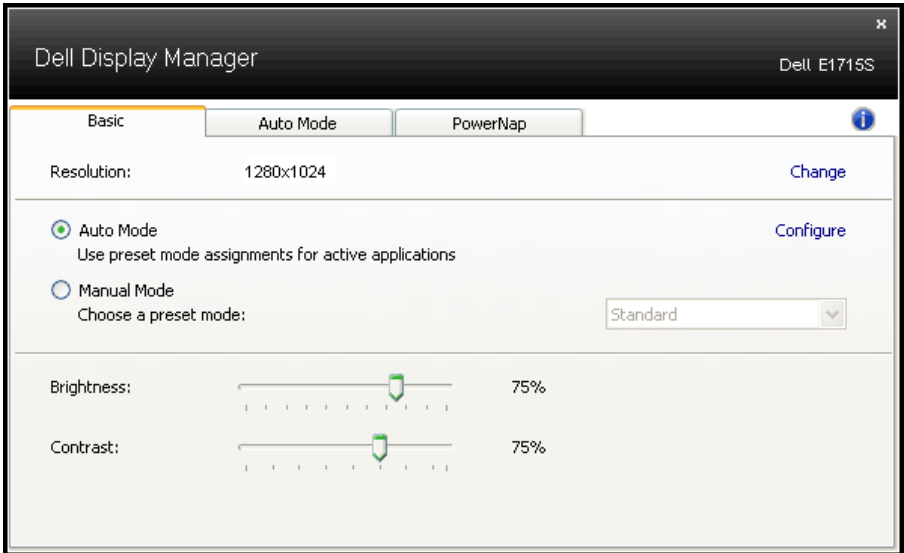 x
Dell Display Manager
Dell E1715S
Basic Auto Mode PowerNap i
Resolution: 1280x1024 Change
Auto Mode Configure
Use preset mode assignments for active applications
Manual Mode
Choose a preset mode: Standard
Brightness: 75%
Contrast: 75%